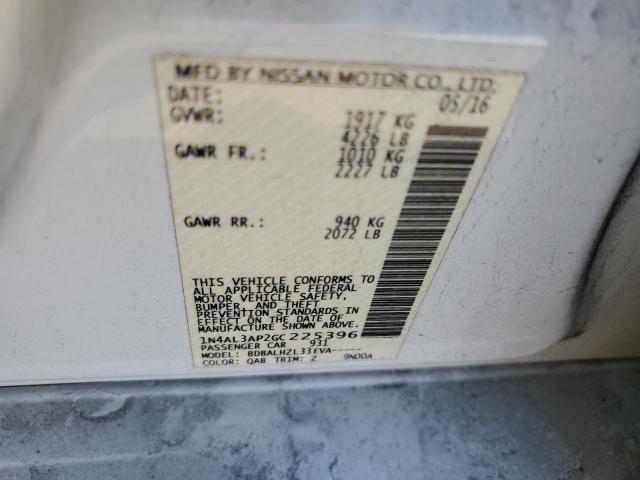 MFD BY NISSAN MOTOR CO., LTD.
DATE: 05/16
GVWR: 1917 KG
4226 LB
GAWR FR.: 1010 KG
2227 LB
GAWR RR.: 940 KG
2072 LB
THIS VEHICLE CONFORMS TO
ALL APPLICABLE FEDERAL
MOTOR VEHICLE SAFETY,
BUMPER, AND THEFT
PREVENTION STANDARDS
IN EFFECT ON THE DATE OF
MANUFACTURE SHOWN ABOVE.
1N4AL3AP2GC225396
PASSENGER CAR 931
MODEL: BDBALHZL33EVA-----
COLOR: QAB TRIM: Z 9N00A